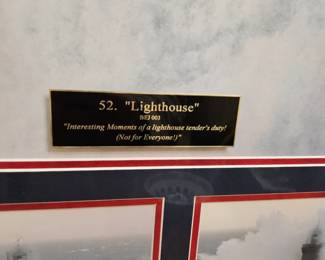 52. "Lighthouse"
"Interesting Moments of a lighthouse tender's duty!
(Not for Everyone!)"